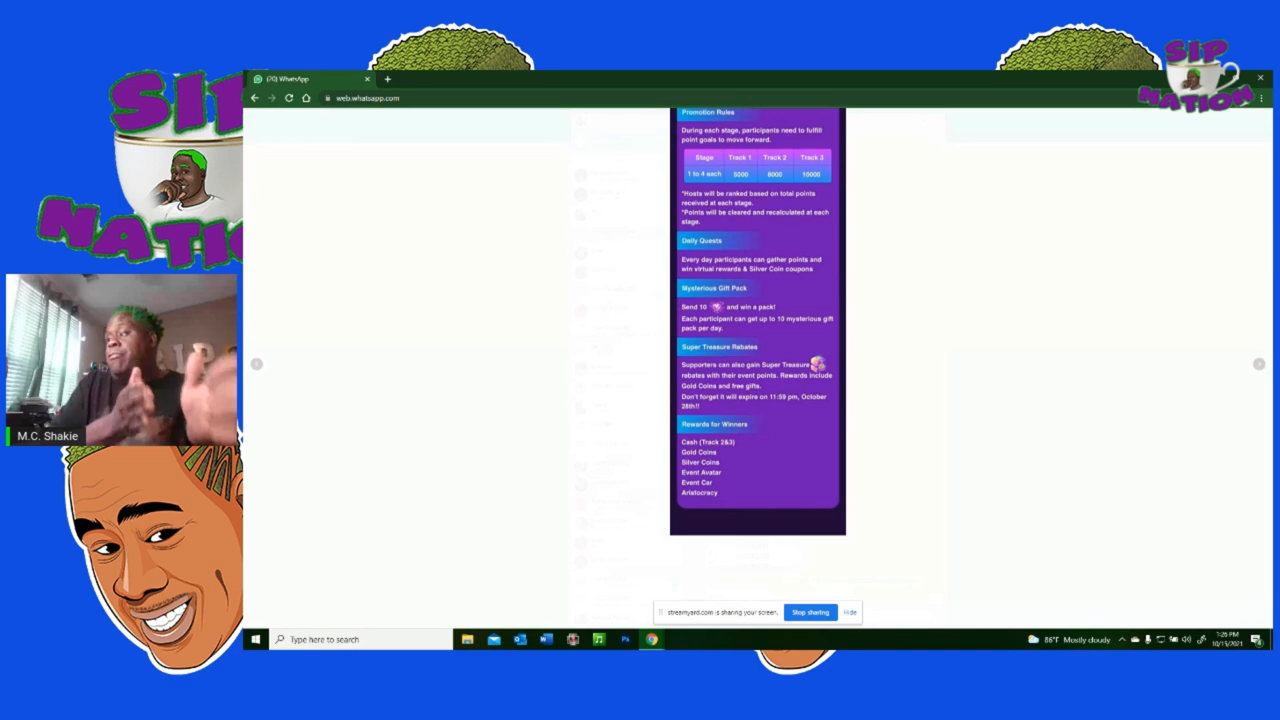 SIP
NATION
(20) WhatsApp
web.whatsapp.com
Promotion Rules
During each stage, participants need to fulfill
point goals to move forward.
Stage Track 1 Track 2 Track 3
1 to 4 each 5000 8000 10000
*Hosts will be ranked based on total points
received at each stage.
*Points will be cleared and recalculated at each
stage.
Daily Quests
Every day participants can gather points and
win virtual rewards & Silver Coin coupons
Mysterious Gift Pack
Send 10 and win a pack!
Each participant can get up to 10 mysterious gift
pack per day.
Super Treasure Rebates
Supporters can also gain Super Treasure
rebates with their event points. Rewards include
Gold Coins and free gifts.
Don't forget it will expire on 11:59 pm, October
28th!!
Rewards for Winners
Cash (Track 2&3)
Gold Coins
Silver Coins
Event Avatar
Event Car
Aristocracy
SIP
NATI
M.C. Shakie
streamyard.com is sharing your screen.
Stop sharing
Hide
Type here to search
86°F Mostly cloudy
1:26 PM
10/15/2021